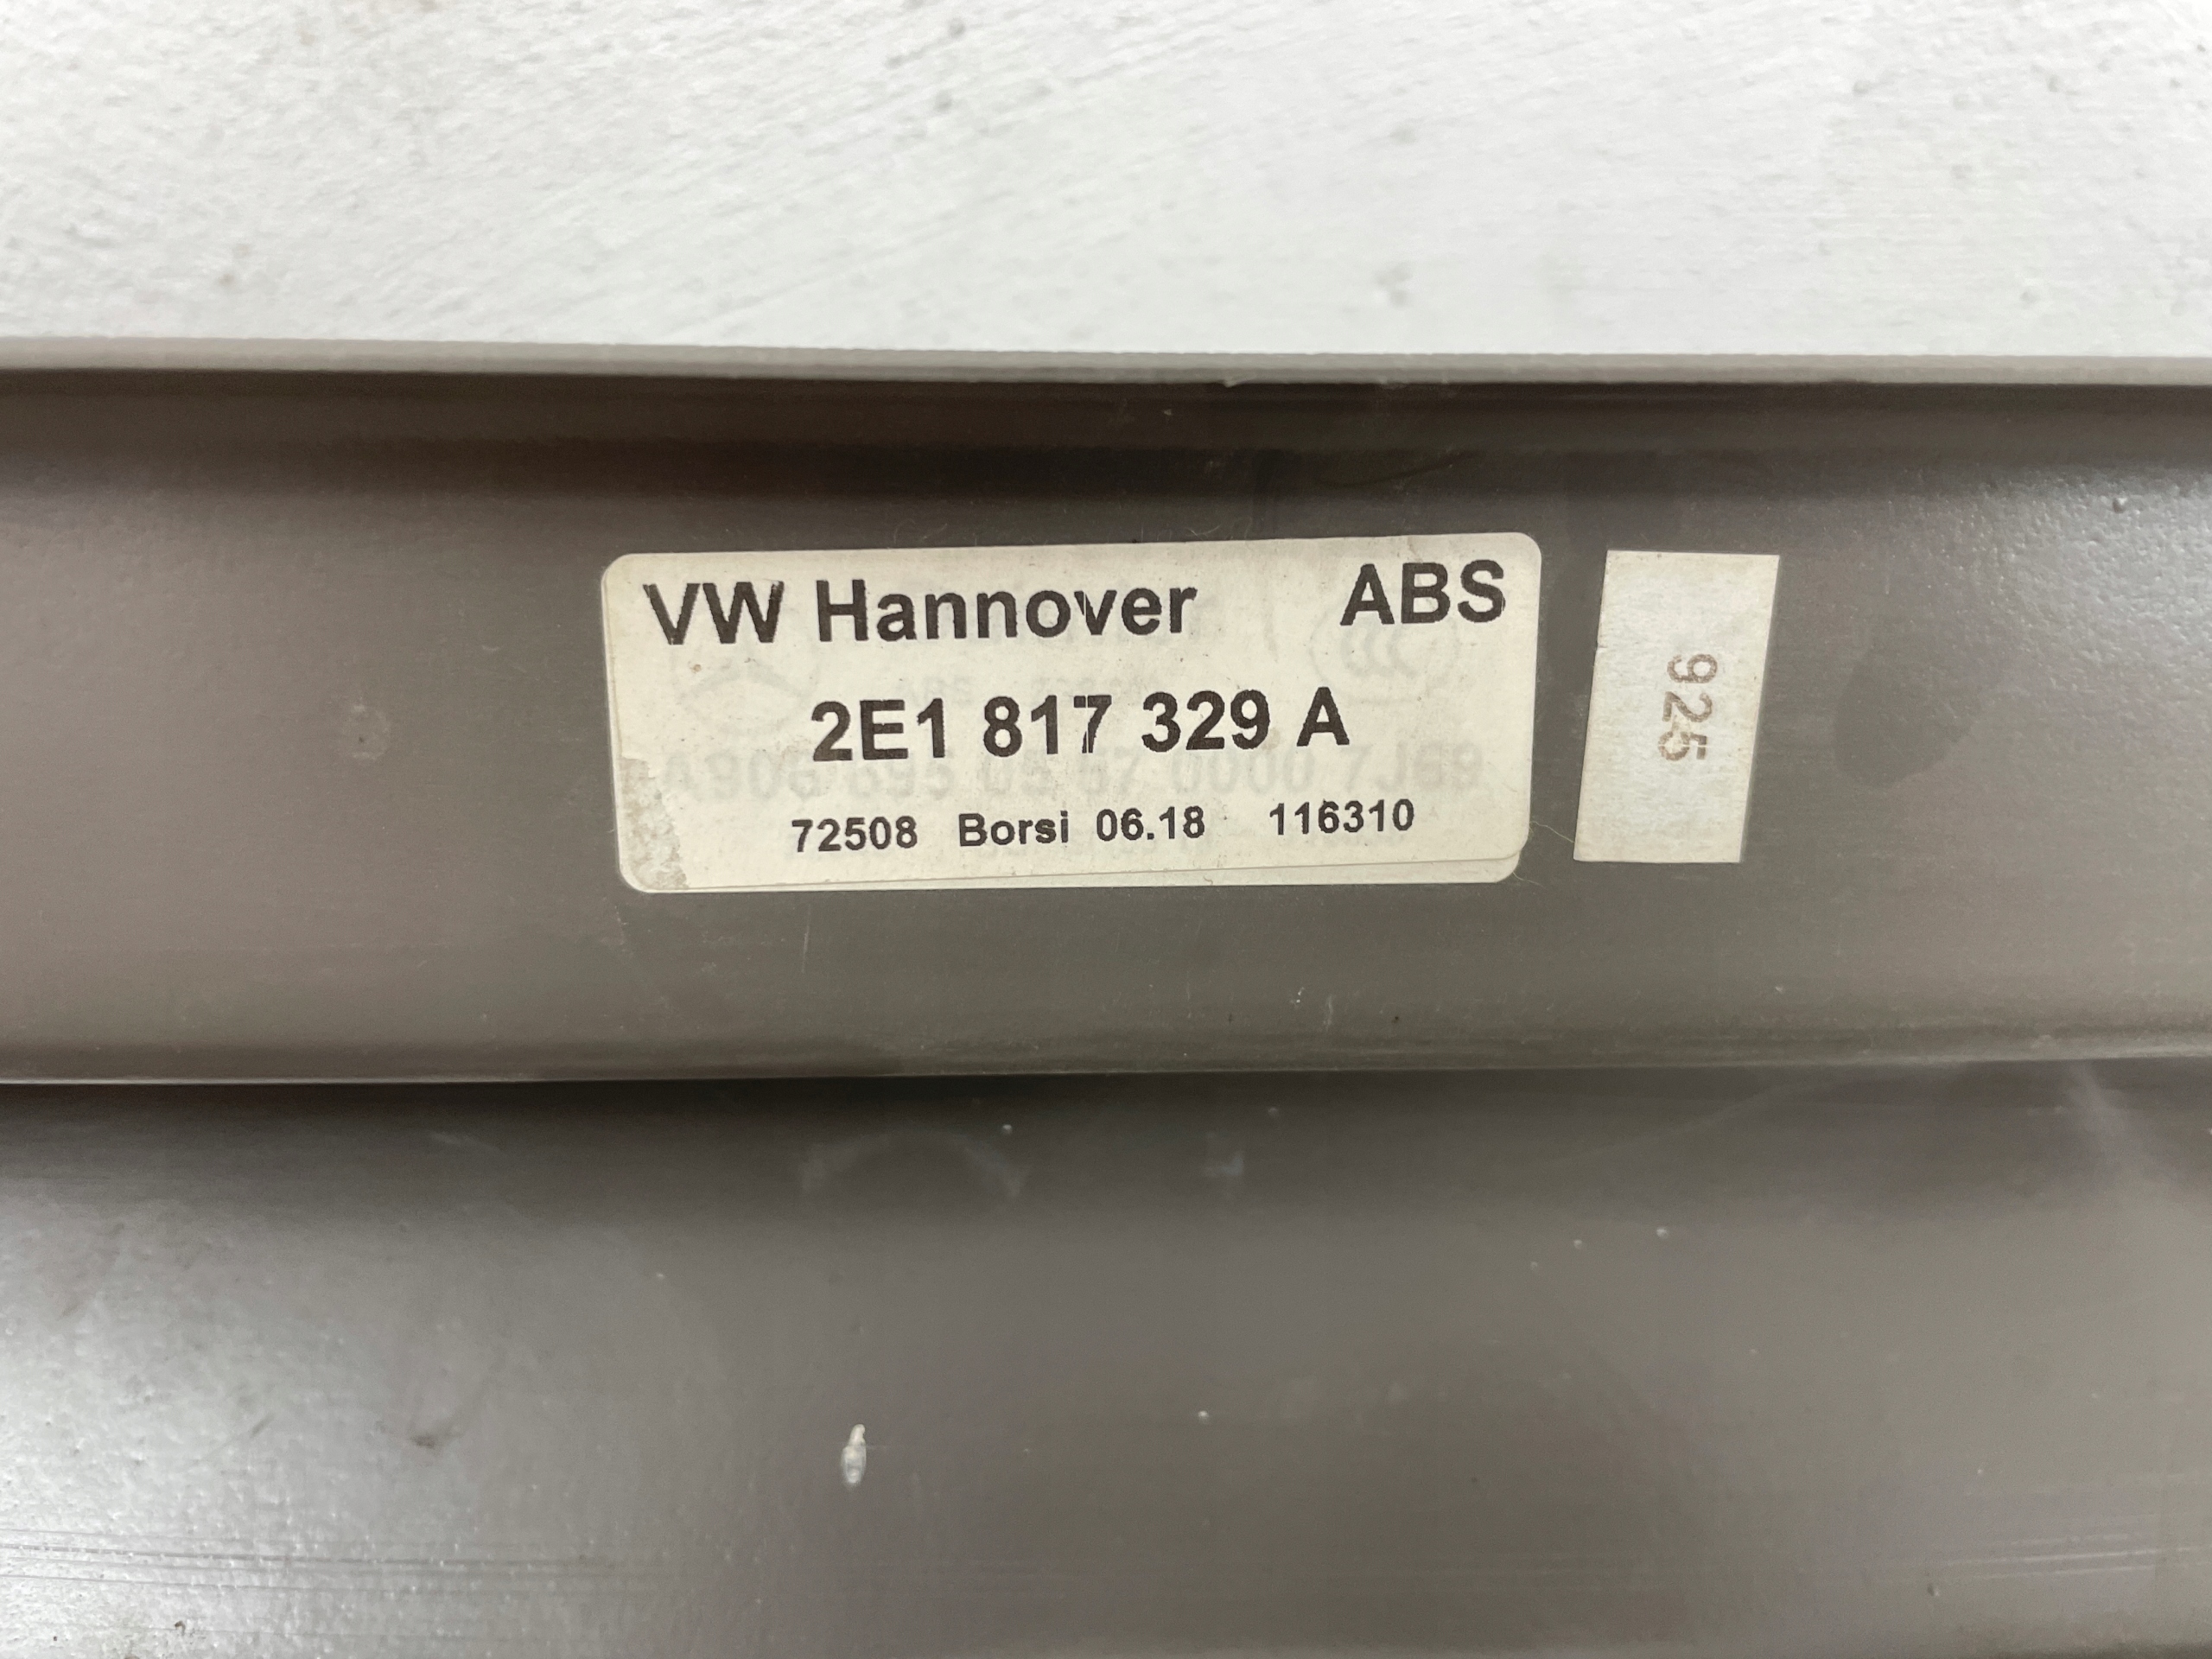 VW Hannover ABS
2E1 817 329 A
72508 Borsi 06.18 116310
925